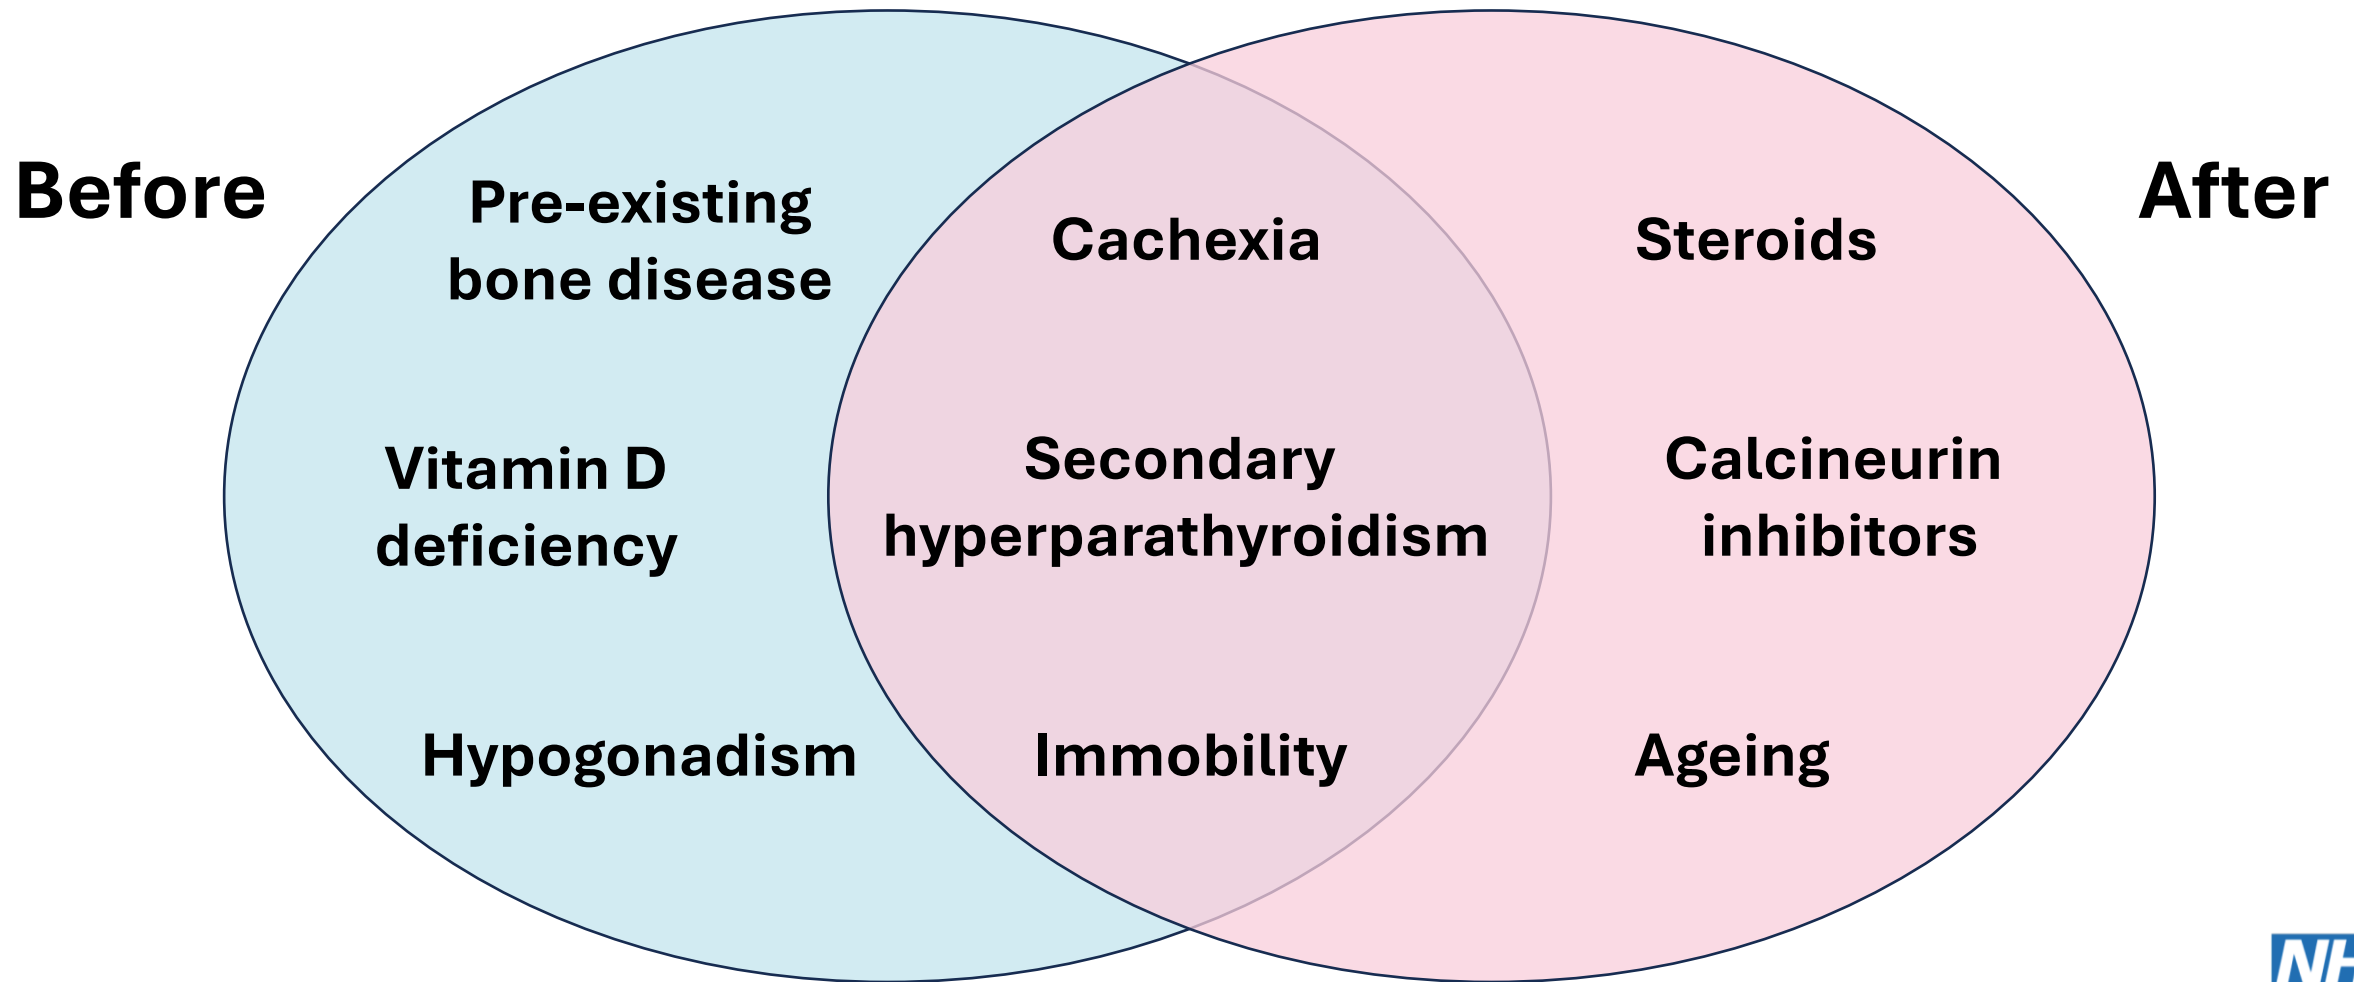 Before
Pre-existing
bone disease
Vitamin D
deficiency
Hypogonadism
Cachexia
Secondary
hyperparathyroidism
Immobility
Steroids
Calcineurin
inhibitors
Ageing
After